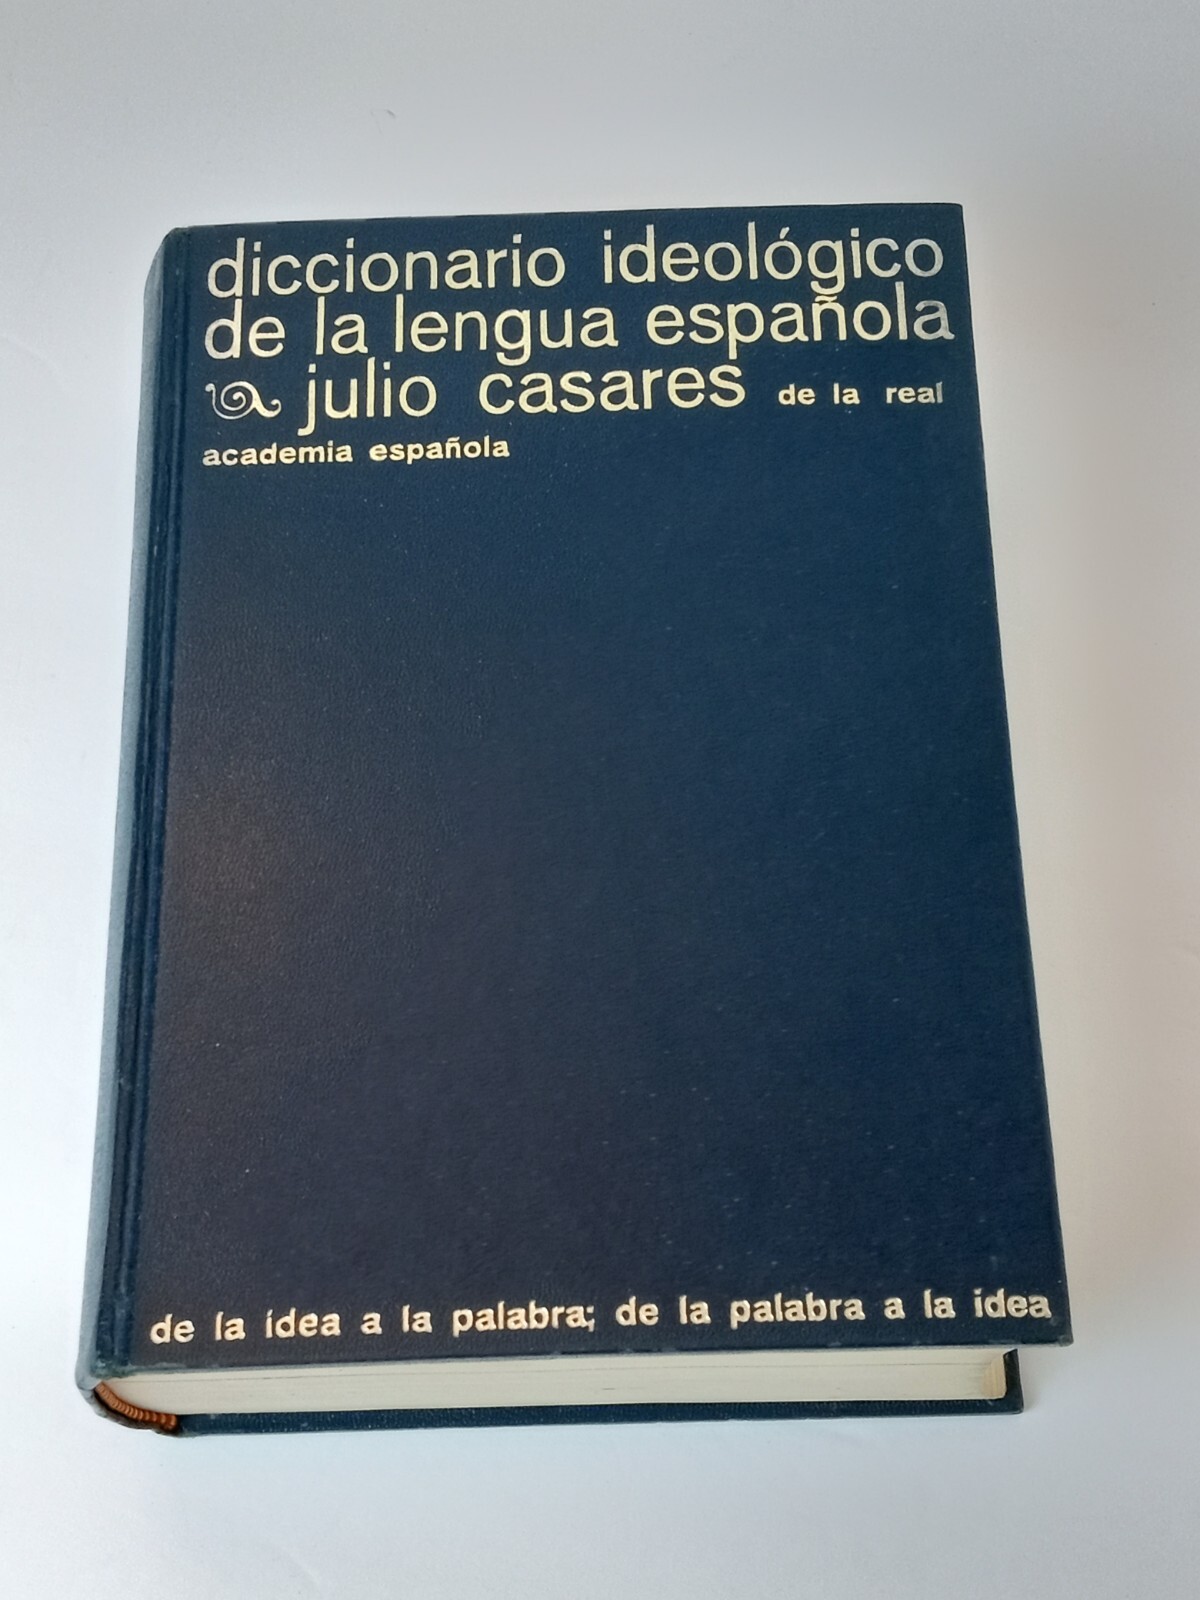 diccionario ideológico
de la lengua española
julio casares de la real
academia española
de la idea a la palabra; de la palabra a la idea